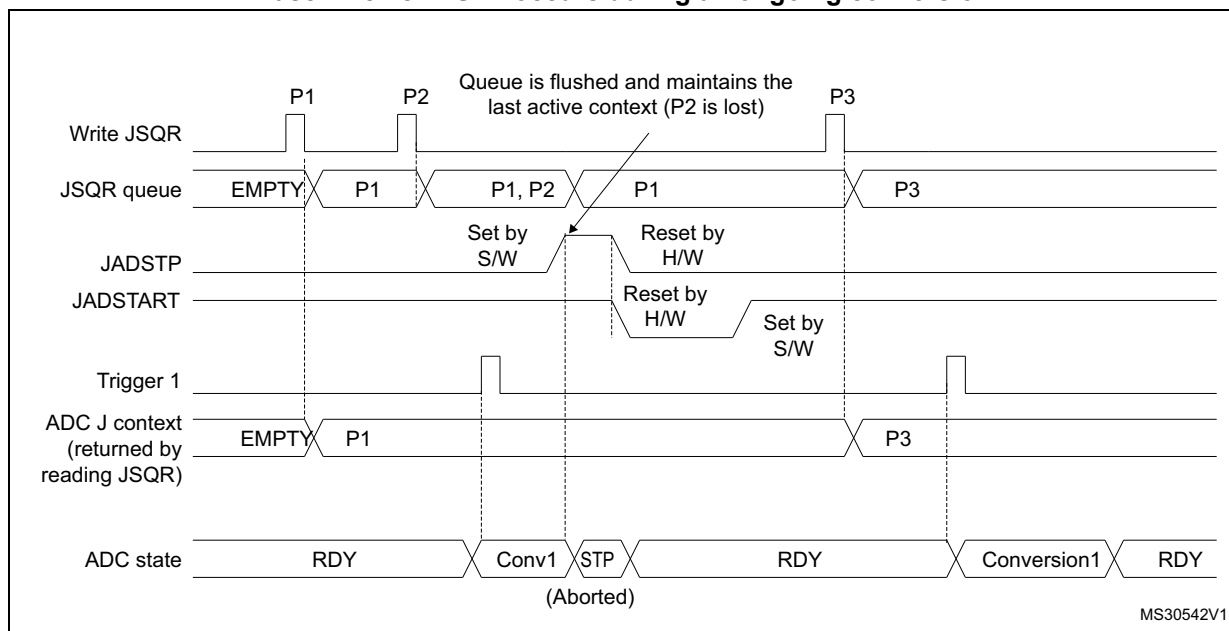 Queue is flushed and maintains the
last active context (P2 is lost)
P1
P2
P3
Write JSQR
JSQR queue
EMPTY
P1
P1, P2
P1
P3
Set by
S/W
Reset by
H/W
JADSTP
JADSTART
Reset by
H/W
Set by
S/W
Trigger 1
ADC J context
(returned by
reading JSQR)
EMPTY
P1
P3
ADC state
RDY
Conv1
STP
RDY
Conversion1
RDY
(Aborted)
MS30542V1